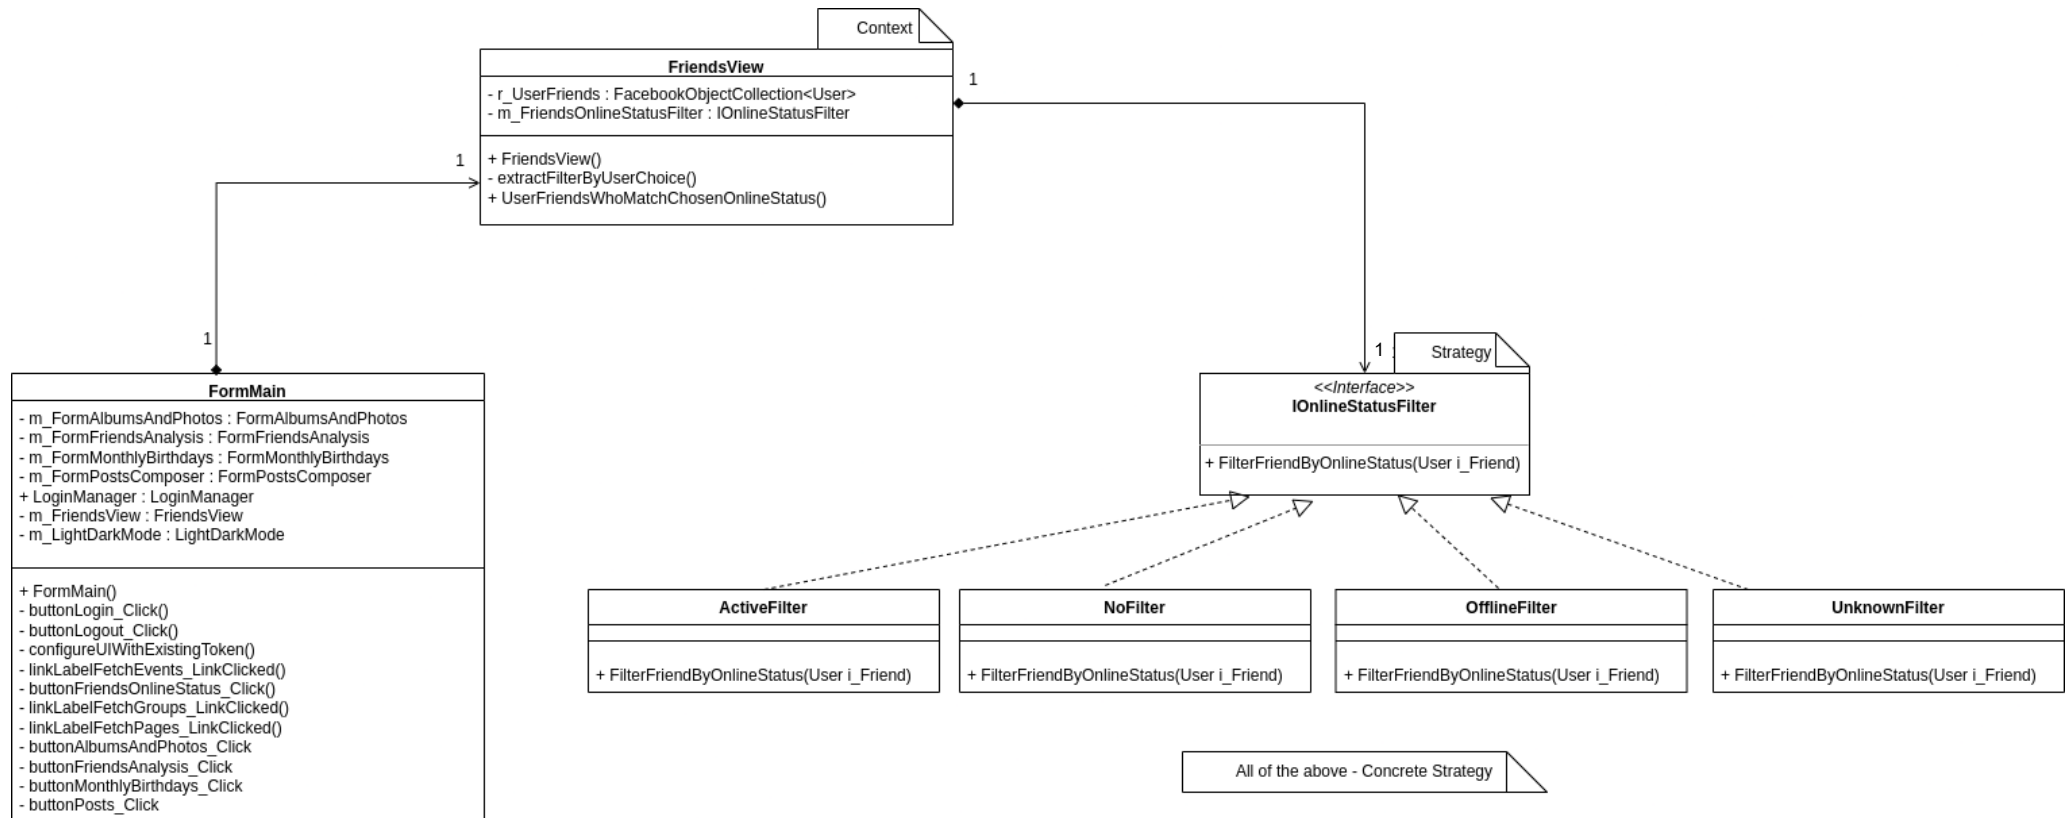 Context
FriendsView
- r_UserFriends : FacebookObjectCollection<User>
- m_FriendsOnlineStatusFilter : IOnlineStatusFilter
+ FriendsView()
- extractFilterByUserChoice()
+ UserFriendsWhoMatchChosenOnlineStatus()
1
1
1
1
FormMain
- m_FormAlbumsAndPhotos : FormAlbumsAndPhotos
- m_FormFriendsAnalysis : FormFriendsAnalysis
- m_FormMonthlyBirthdays : FormMonthlyBirthdays
- m_FormPostsComposer : FormPostsComposer
+ LoginManager : LoginManager
- m_FriendsView : FriendsView
- m_LightDarkMode : LightDarkMode
+ FormMain()
- buttonLogin_Click()
- buttonLogout_Click()
- configureUIWithExistingToken()
- linkLabelFetchEvents_LinkClicked()
- buttonFriendsOnlineStatus_Click()
- linkLabelFetchGroups_LinkClicked()
- linkLabelFetchPages_LinkClicked()
- buttonAlbumsAndPhotos_Click
- buttonFriendsAnalysis_Click
- buttonMonthlyBirthdays_Click
- buttonPosts_Click
Strategy
<<Interface>>
IOnlineStatusFilter
+ FilterFriendByOnlineStatus(User i_Friend)
ActiveFilter
+ FilterFriendByOnlineStatus(User i_Friend)
NoFilter
+ FilterFriendByOnlineStatus(User i_Friend)
OfflineFilter
+ FilterFriendByOnlineStatus(User i_Friend)
UnknownFilter
+ FilterFriendByOnlineStatus(User i_Friend)
All of the above - Concrete Strategy